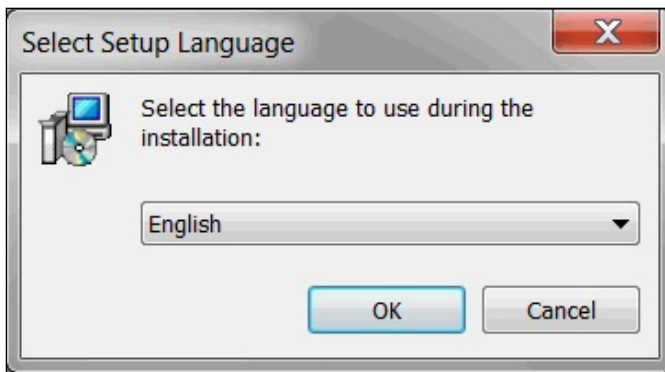 Select Setup Language
Select the language to use during the
installation:
English
OK
Cancel